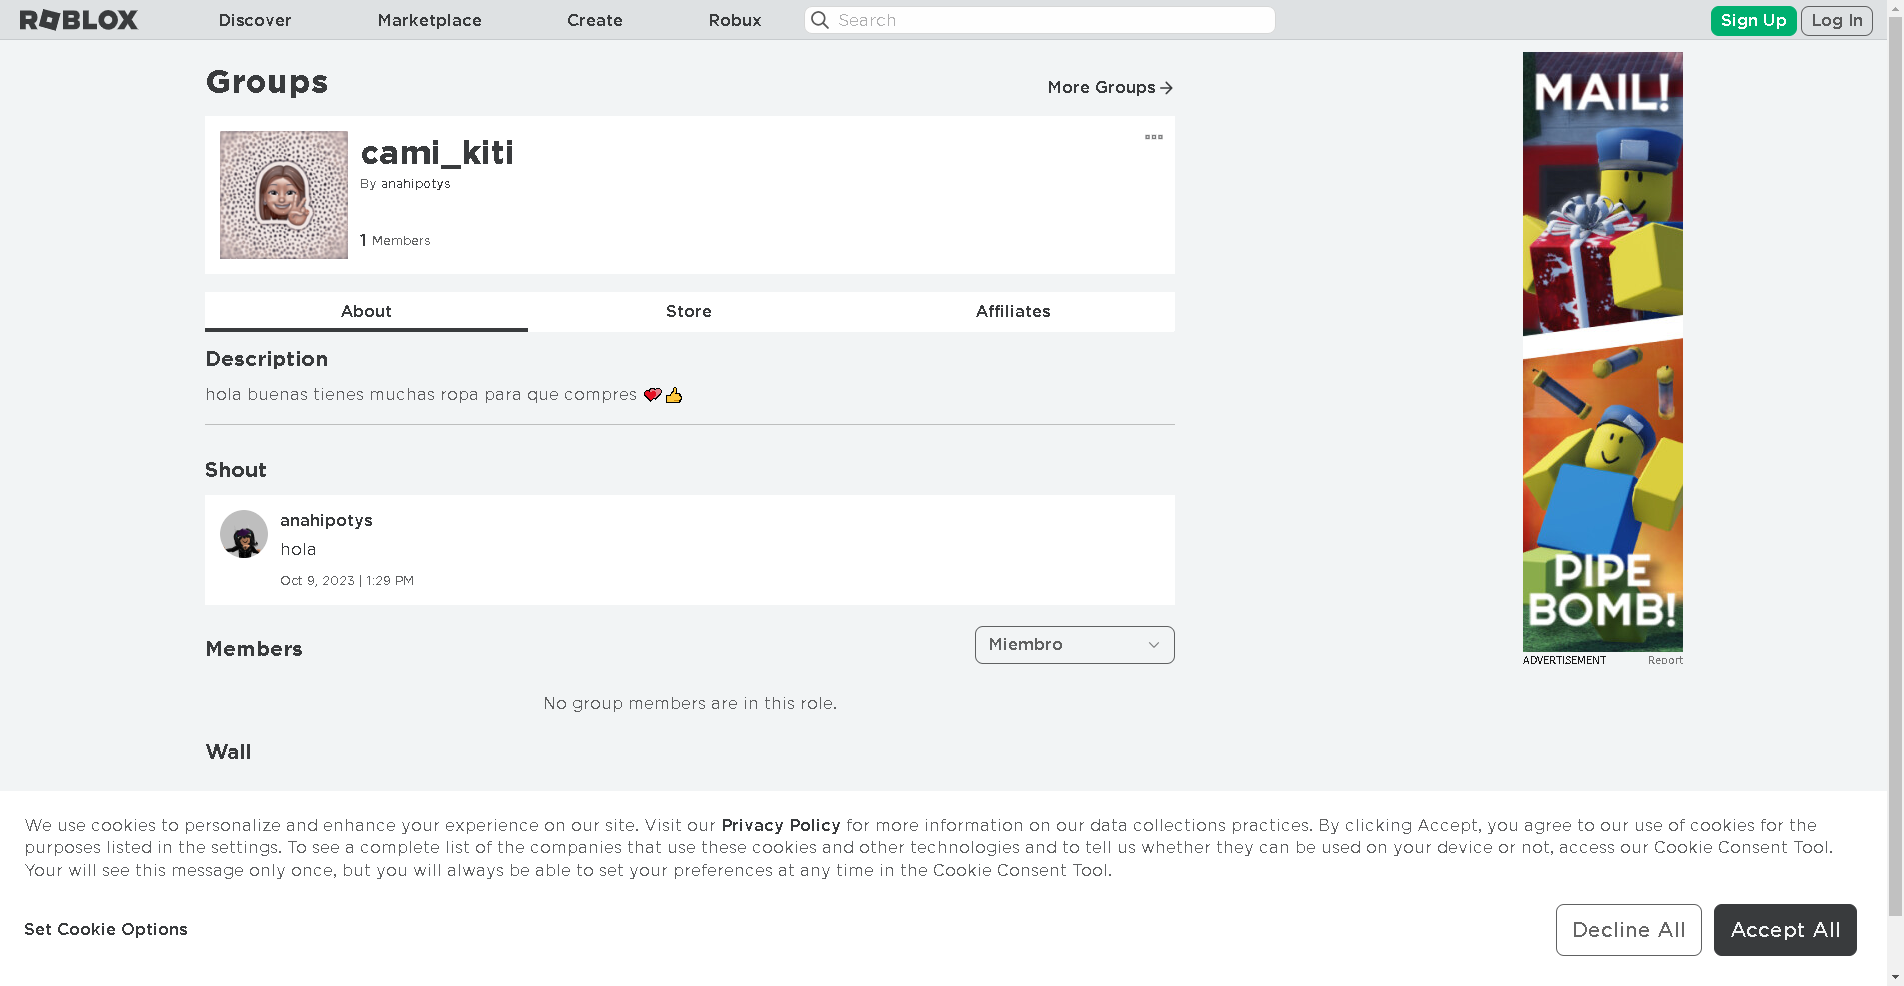 ROBLOX
Discover
Marketplace
Create
Robux
Search
Sign Up
Log In
Groups
More Groups
cami_kiti
By anahipotys
1 Members
About
Store
Affiliates
Description
hola buenas tienes muchas ropa para que compres
Shout
anahipotys
hola
Oct 9, 2023 | 1:29 PM
Members
Miembro
No group members are in this role.
Wall
MAIL!
PIPE
BOMB!
ADVERTISEMENT
Report
We use cookies to personalize and enhance your experience on our site. Visit our Privacy Policy for more information on our data collections practices. By clicking Accept, you agree to our use of cookies for the
purposes listed in the settings. To see a complete list of the companies that use these cookies and other technologies and to tell us whether they can be used on your device or not, access our Cookie Consent Tool.
Your will see this message only once, but you will always be able to set your preferences at any time in the Cookie Consent Tool.
Set Cookie Options
Decline All
Accept All